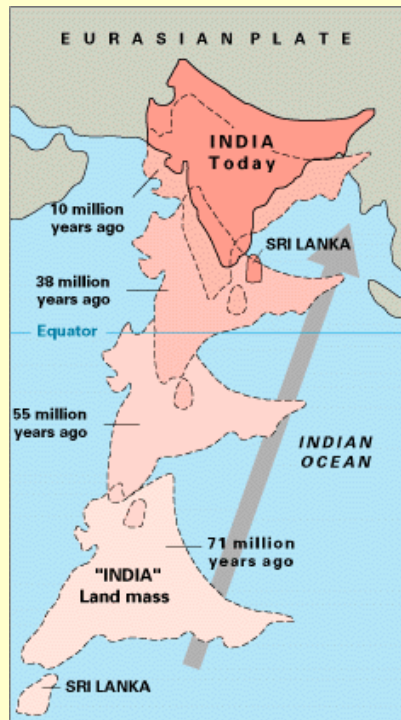 EURASIAN PLATE
INDIA
Today
10 million
years ago
SRI LANKA
38 million
years ago
Equator
55 million
years ago
INDIAN
OCEAN
71 million
years ago
"INDIA"
Land mass
SRI LANKA